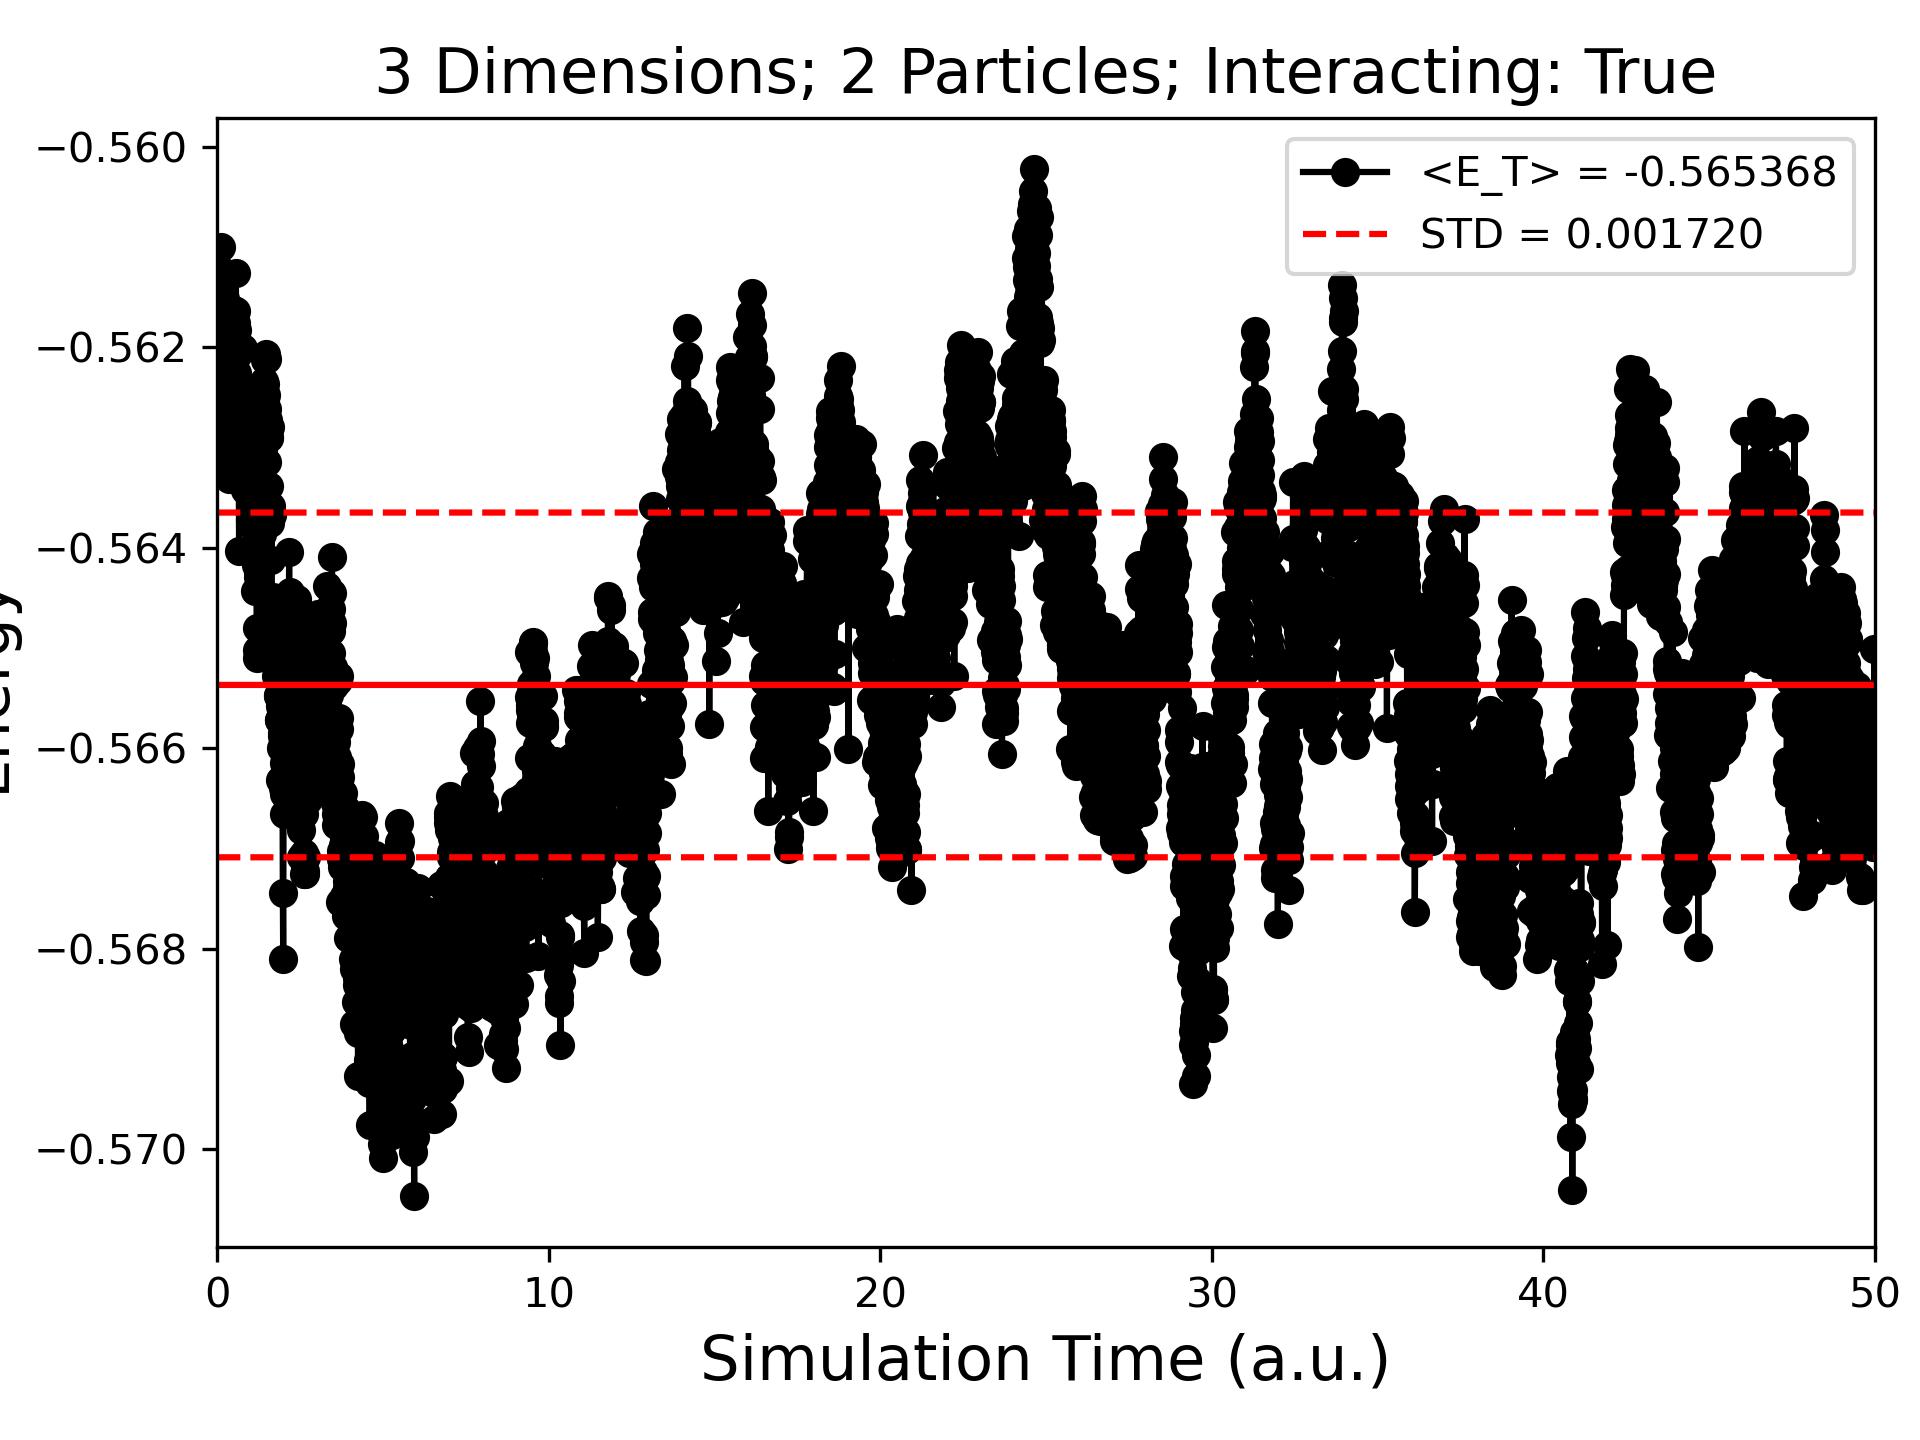 3 Dimensions; 2 Particles; Interacting: True
<E_T> = -0.565368
STD = 0.001720
−0.560
−0.562
−0.564
−0.566
−0.568
−0.570
Energy
0 10 20 30 40 50
Simulation Time (a.u.)